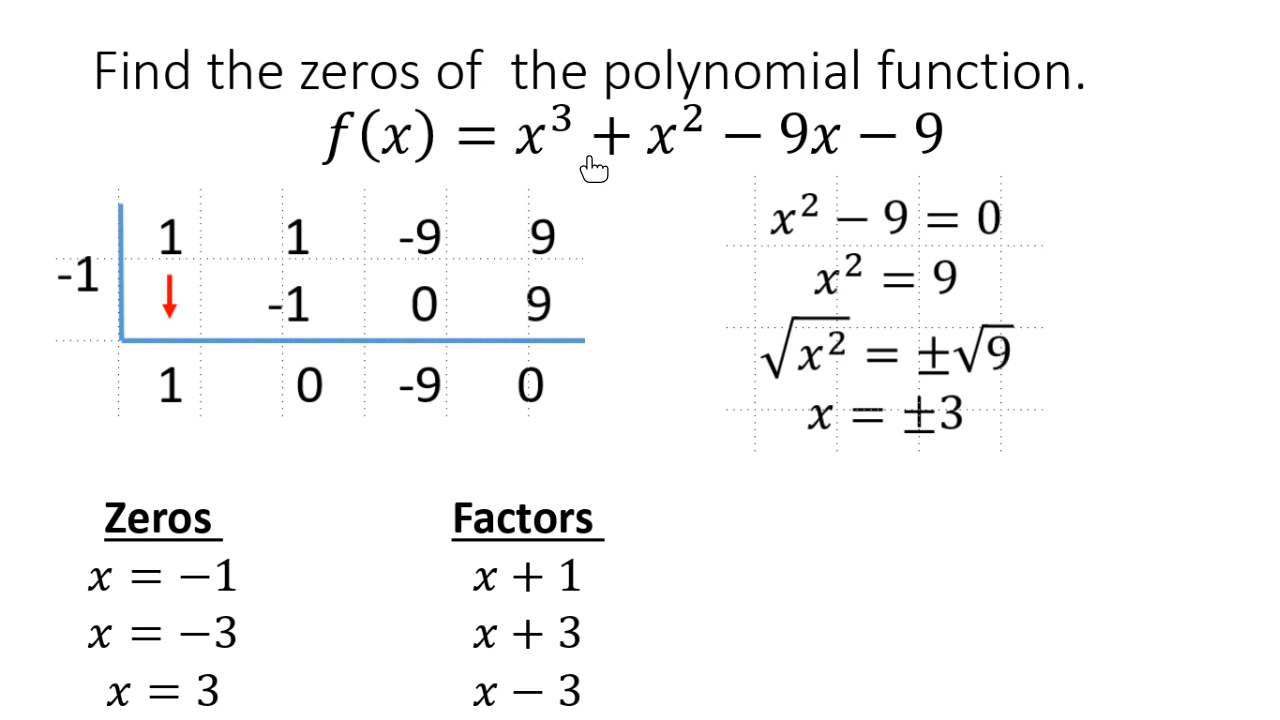 Find the zeros of the polynomial function.
f(x) = x³ + x² − 9x − 9
1 1 -9 9
-1
-1 0 9
1 0 -9 0
x² − 9 = 0
x² = 9
√x² = ±√9
x = ±3
Zeros
x = −1
x = −3
x = 3
Factors
x + 1
x + 3
x − 3